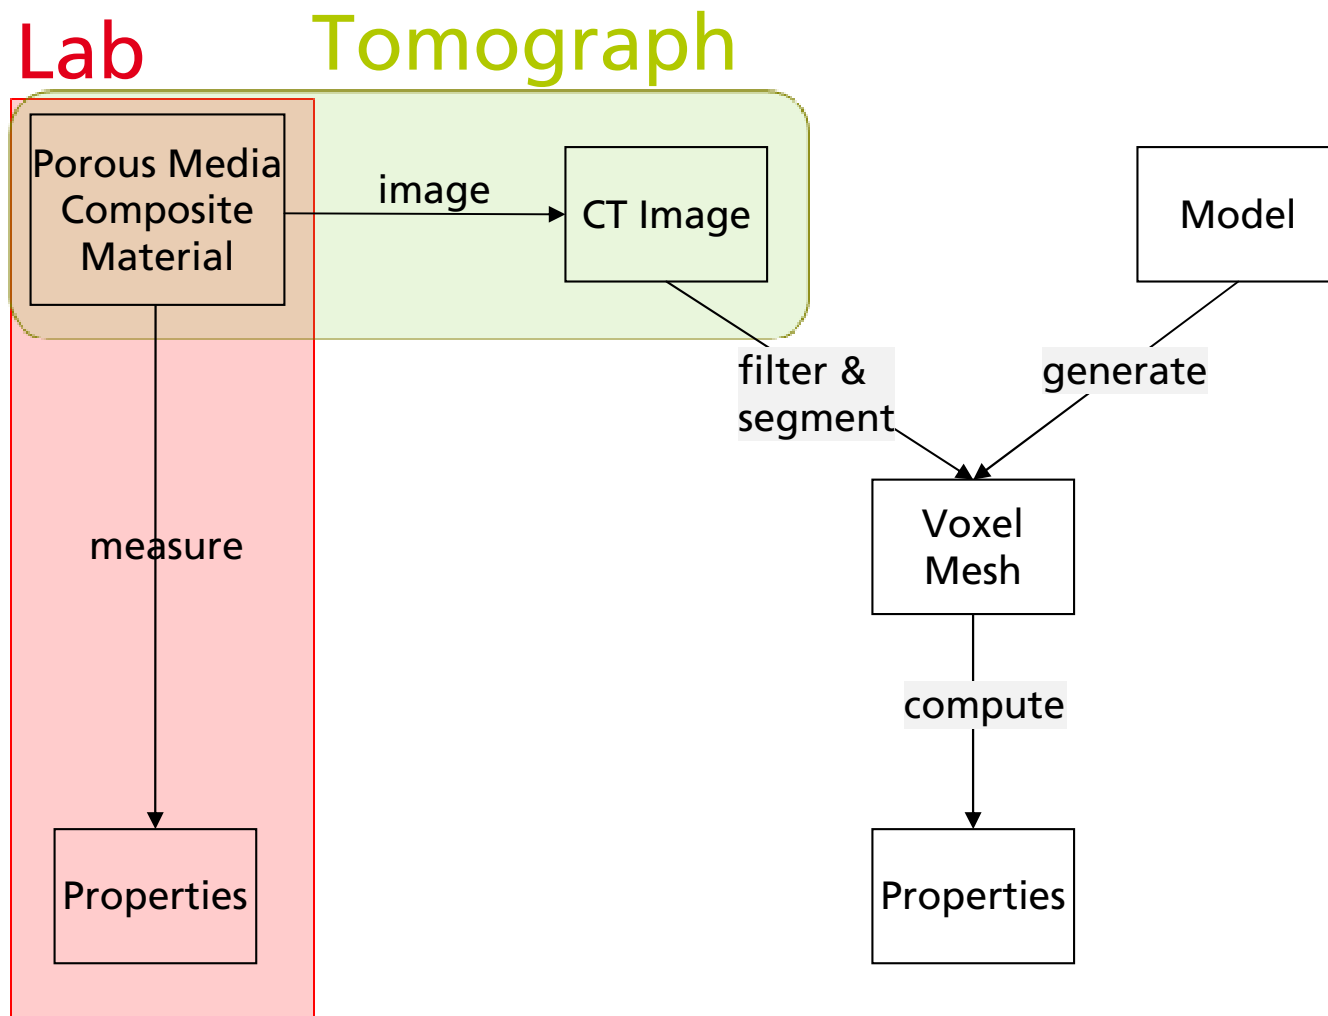 Lab
Tomograph
Porous Media
Composite
Material
image
CT Image
Model
filter &
segment
generate
measure
Voxel
Mesh
compute
Properties
Properties